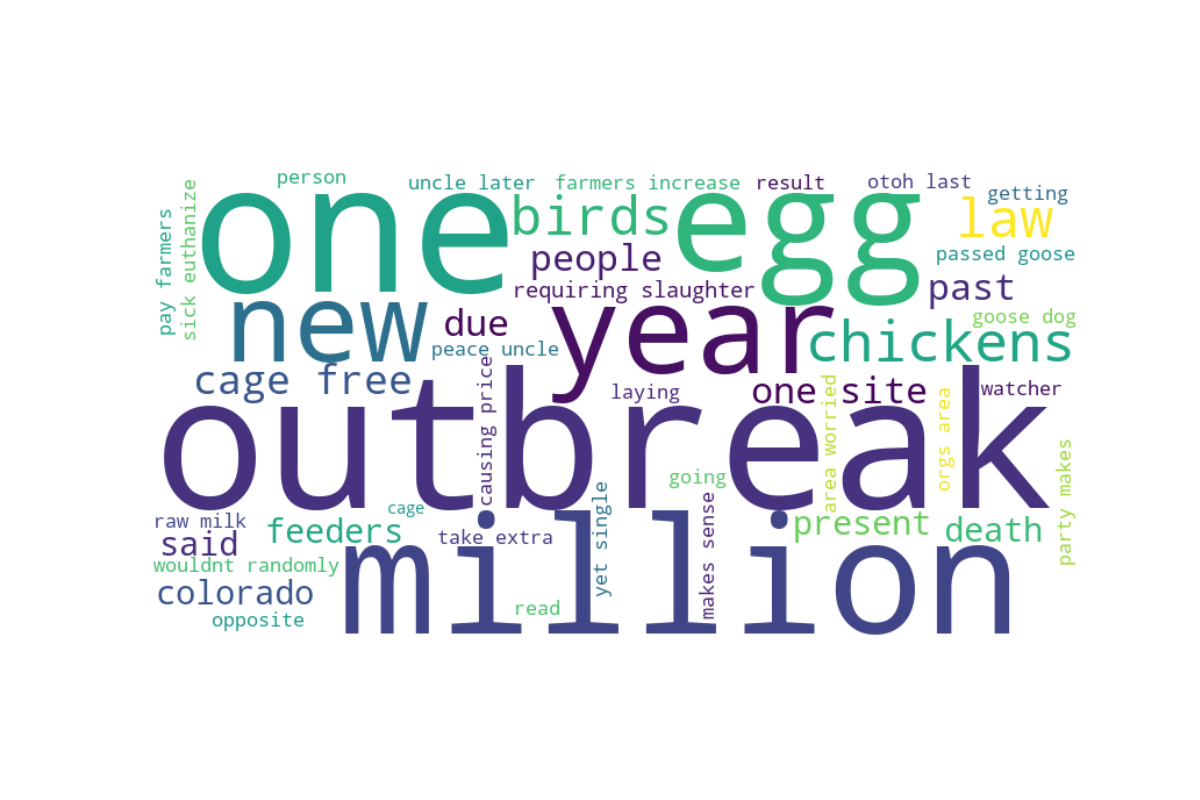 person
uncle later
farmers increase
result
otoh last
getting
one
birds
egg
law
pay farmers
sick euthanize
people
passed goose
requiring slaughter
past
new
due
year
chickens
goose dog
peace uncle
cage free
causing price
laying
one site
watcher
outbreak
area worried
orgs area
party makes
going
raw milk
cage
feeders
take extra
yet single
makes sense
present
death
said
million
wouldnt randomly
colorado
read
opposite